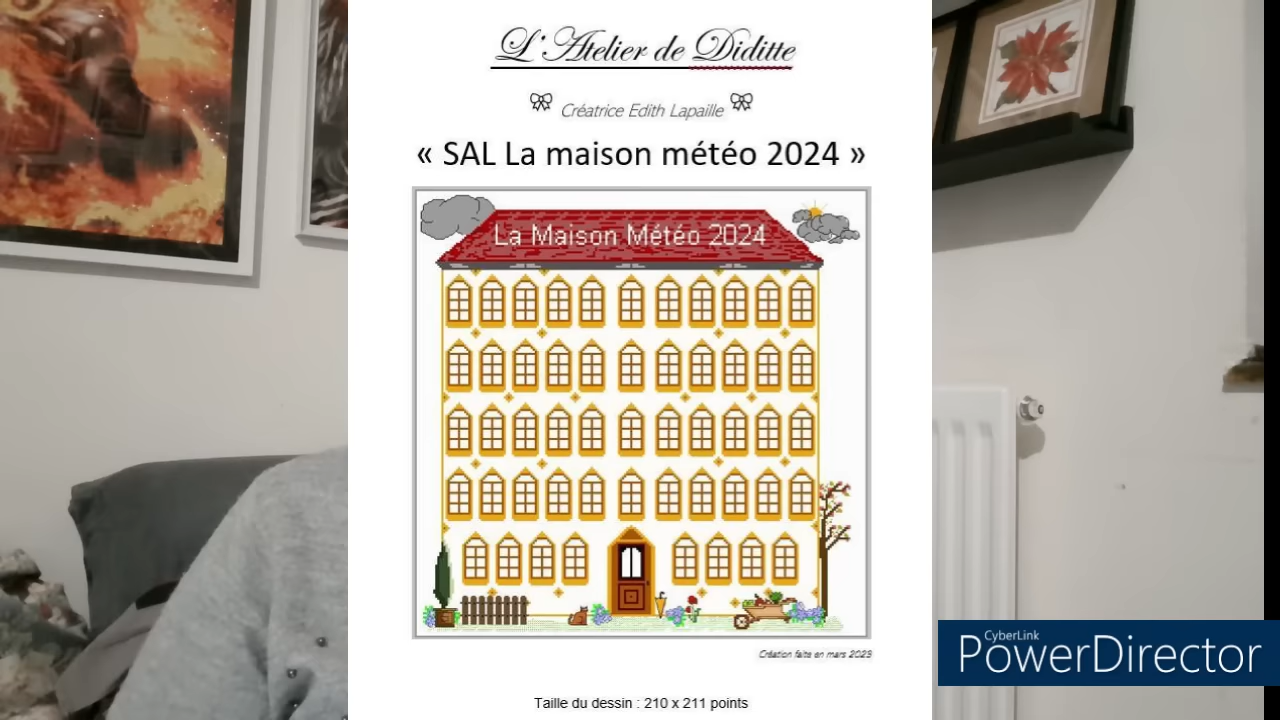 L'Atelier de Diditte
Créatrice Edith Lapaille
« SAL La maison météo 2024 »
La Maison Météo 2024
Création faite en mars 2023
Taille du dessin : 210 x 211 points
CyberLink
PowerDirector